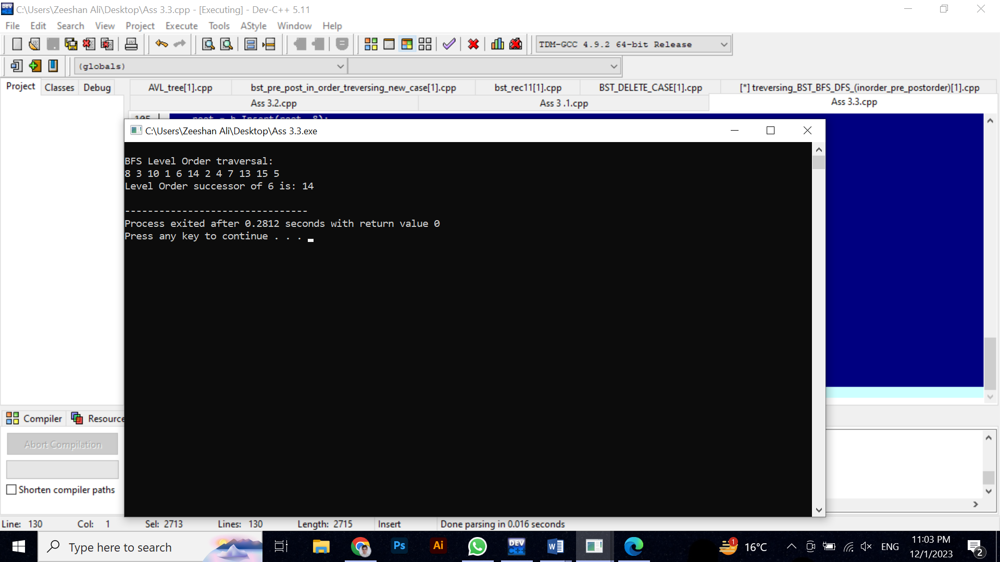 C:\Users\Zeeshan Ali\Desktop\Ass 3.3.cpp - [Executing] - Dev-C++ 5.11
File Edit Search View Project Execute Tools AStyle Window Help
TDM-GCC 4.9.2 64-bit Release
(globals)
Project Classes Debug
AVL_tree[1].cpp bst_pre_post_in_order_treversing_new_case[1].cpp bst_rec11[1].cpp BST_DELETE_CASE[1].cpp [*] treversing_BST_BFS_DFS_(inorder_pre_postorder)[1].cpp
Ass 3.2.cpp Ass 3 .1.cpp Ass 3.3.cpp
C:\Users\Zeeshan Ali\Desktop\Ass 3.3.exe
BFS Level Order traversal:
8 3 10 1 6 14 2 4 7 13 15 5
Level Order successor of 6 is: 14
--------------------------------
Process exited after 0.2812 seconds with return value 0
Press any key to continue . . .
Compiler Resource
Abort Compilation
Shorten compiler paths
Line: 130 Col: 1 Sel: 2713 Lines: 130 Length: 2715 Insert Done parsing in 0.016 seconds
Type here to search
DEV C++
Ps
Ai
1
16°C
ENG
11:03 PM
12/1/2023
2